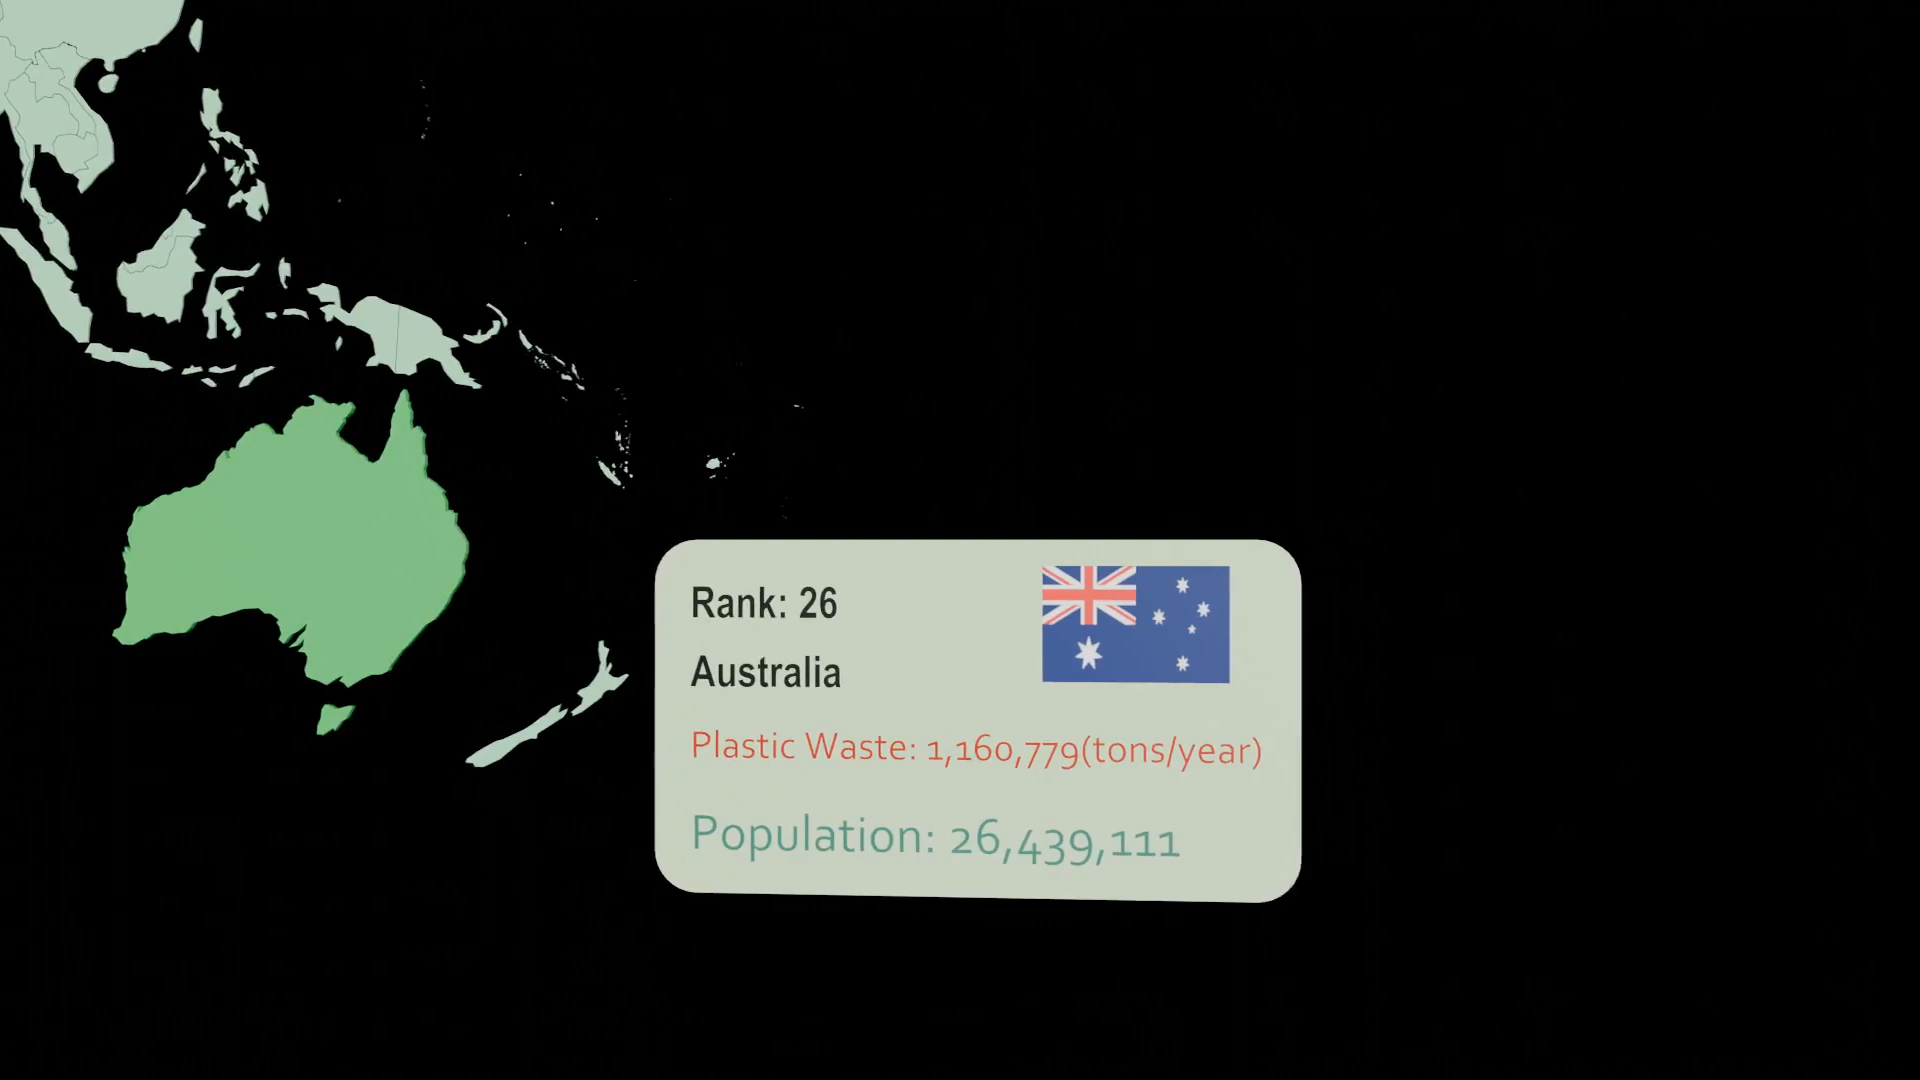 Rank: 26
Australia
Plastic Waste: 1,160,779(tons/year)
Population: 26,439,111